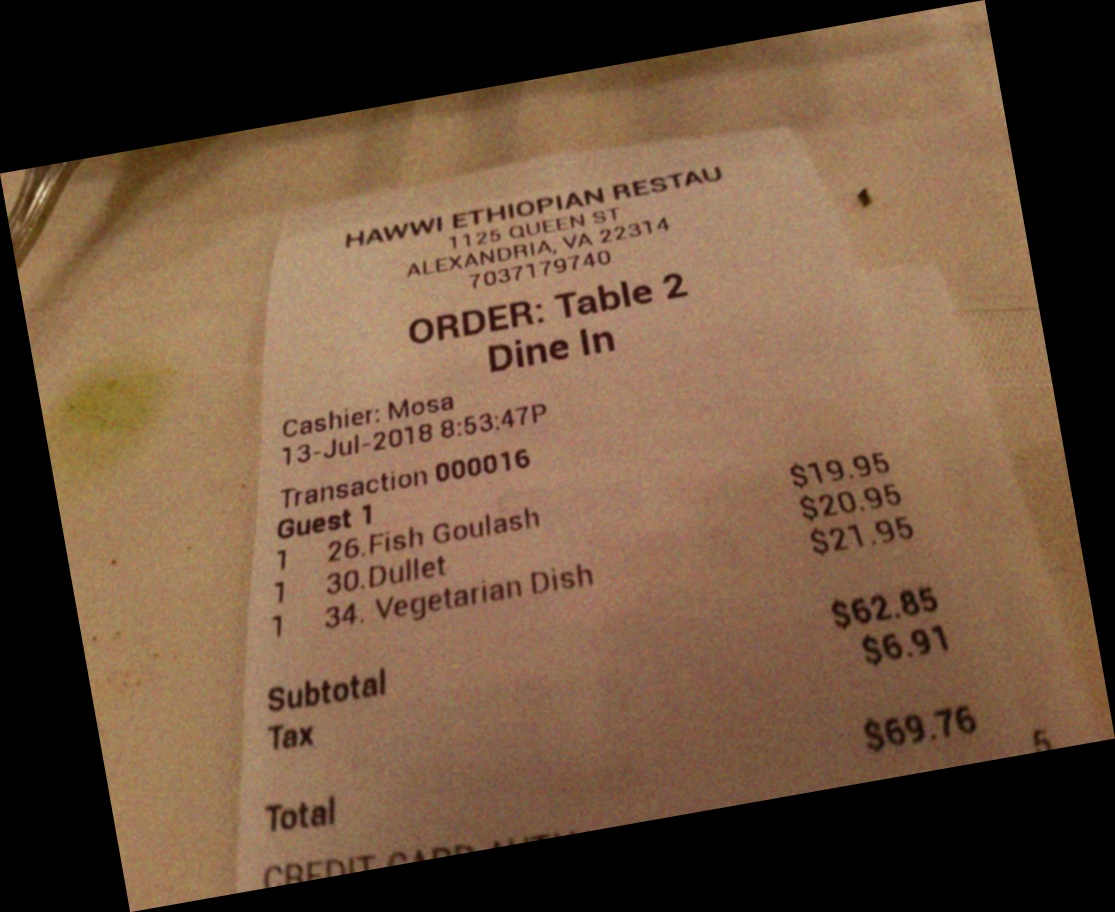 HAWWI ETHIOPIAN RESTAU
1125 QUEEN ST
ALEXANDRIA, VA 22314
7037179740
ORDER: Table 2
Dine In
Cashier: Mosa
13-Jul-2018 8:53:47P
Transaction 000016
Guest 1
1 26.Fish Goulash $19.95
1 30.Dullet $20.95
1 34. Vegetarian Dish $21.95
Subtotal $62.85
Tax $6.91
Total $69.76
CREDIT CARD AUTH 5